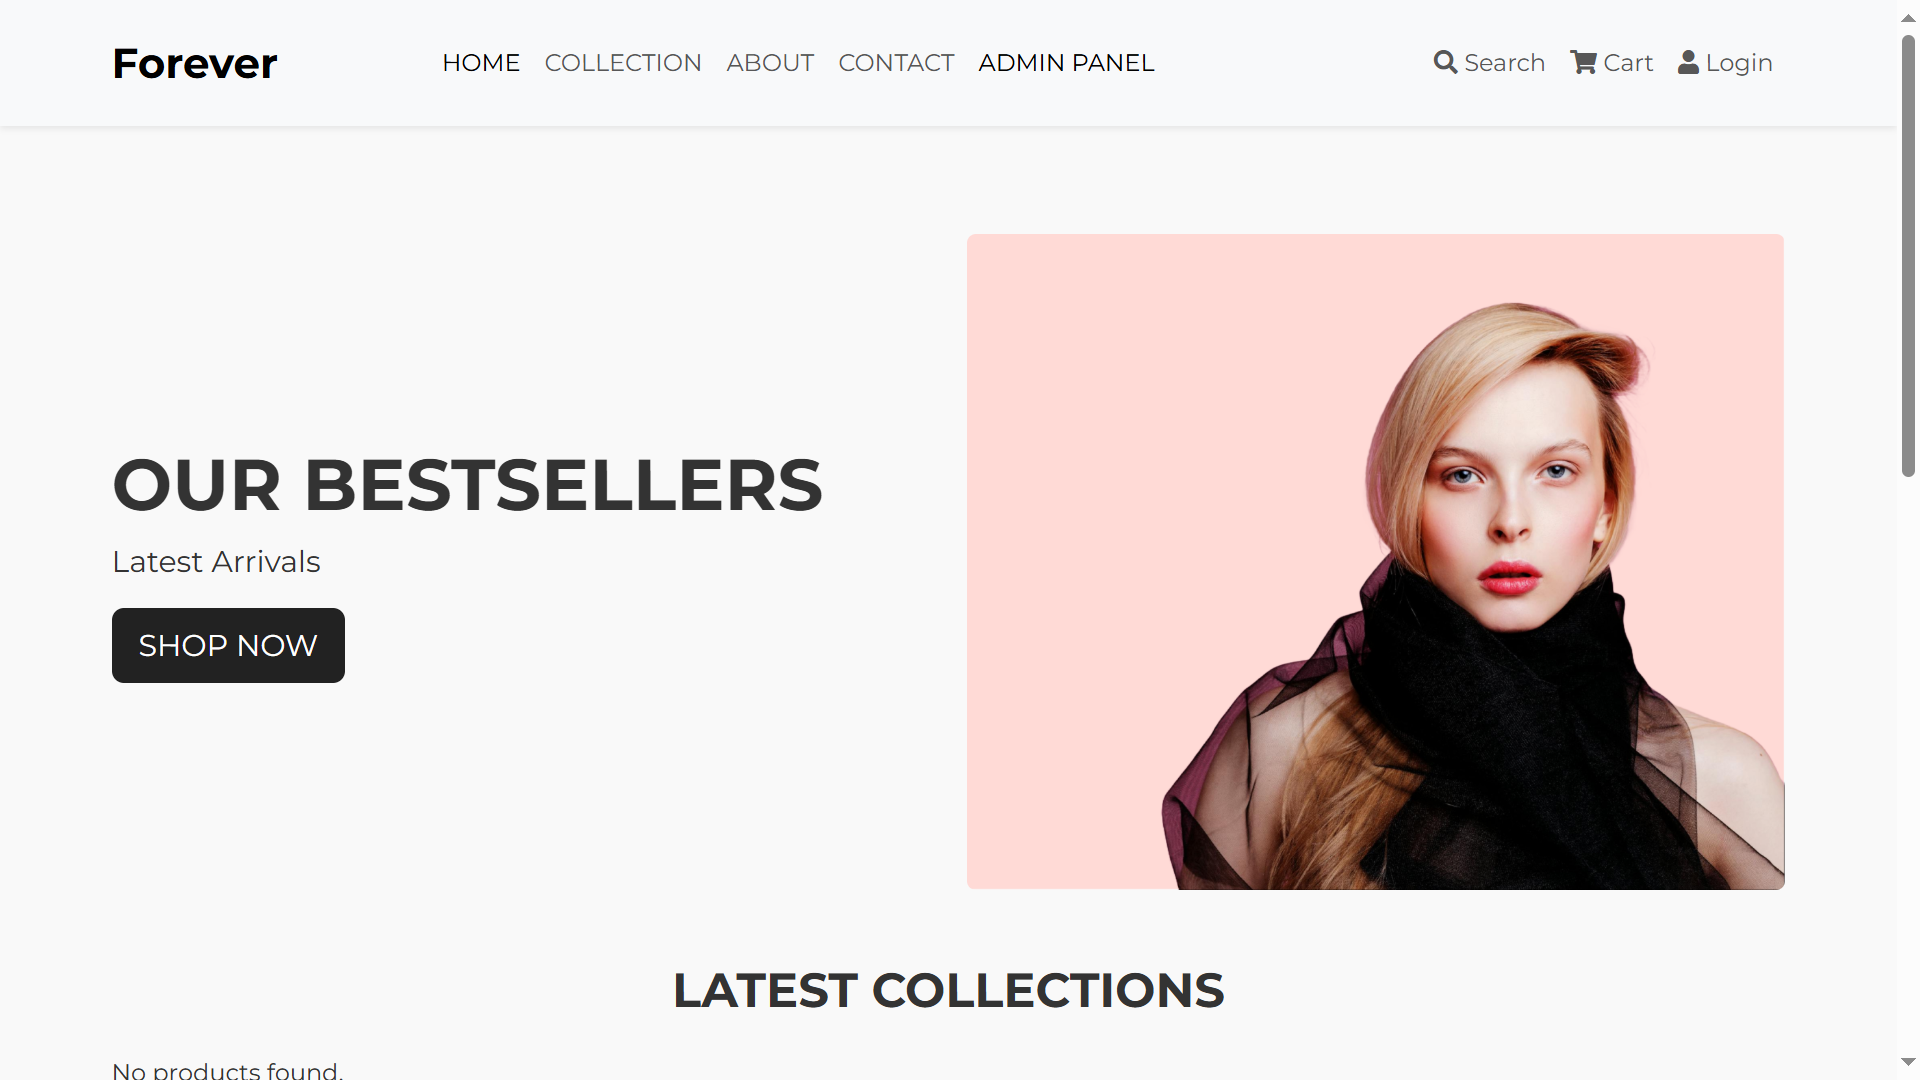 Forever
HOME COLLECTION ABOUT CONTACT ADMIN PANEL
Search Cart Login
OUR BESTSELLERS
Latest Arrivals
SHOP NOW
LATEST COLLECTIONS
No products found.